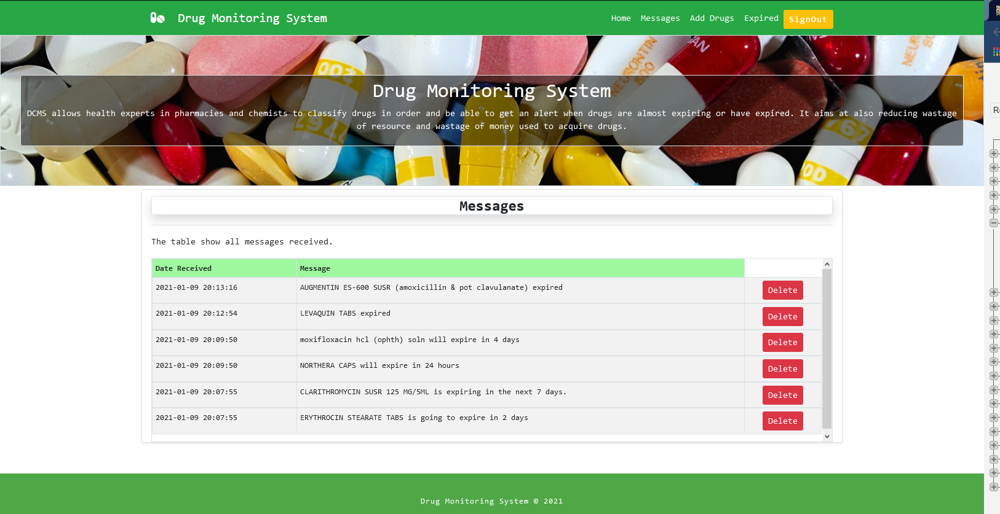 Drug Monitoring System
Home Messages Add Drugs Expired SignOut
Drug Monitoring System
DCMS allows health experts in pharmacies and chemists to classify drugs in order and be able to get an alert when drugs are almost expiring or have expired. It aims at also reducing wastage
of resource and wastage of money used to acquire drugs.
Messages
The table show all messages received.
Date Received Message
2021-01-09 20:13:16 AUGMENTIN ES-600 SUSR (amoxicillin & pot clavulanate) expired Delete
2021-01-09 20:12:54 LEVAQUIN TABS expired Delete
2021-01-09 20:09:50 moxifloxacin hcl (ophth) soln will expire in 4 days Delete
2021-01-09 20:09:50 NORTHERA CAPS will expire in 24 hours Delete
2021-01-09 20:07:55 CLARITHROMYCIN SUSR 125 MG/5ML is expiring in the next 7 days. Delete
2021-01-09 20:07:55 ERYTHROCIN STEARATE TABS is going to expire in 2 days Delete
Drug Monitoring System © 2021